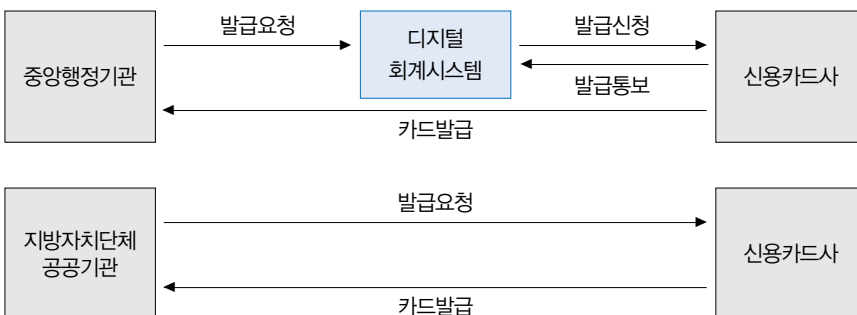 발급요청
디지털
회계시스템
발급신청
중앙행정기관
발급통보
신용카드사
카드발급
발급요청
지방자치단체
공공기관
신용카드사
카드발급